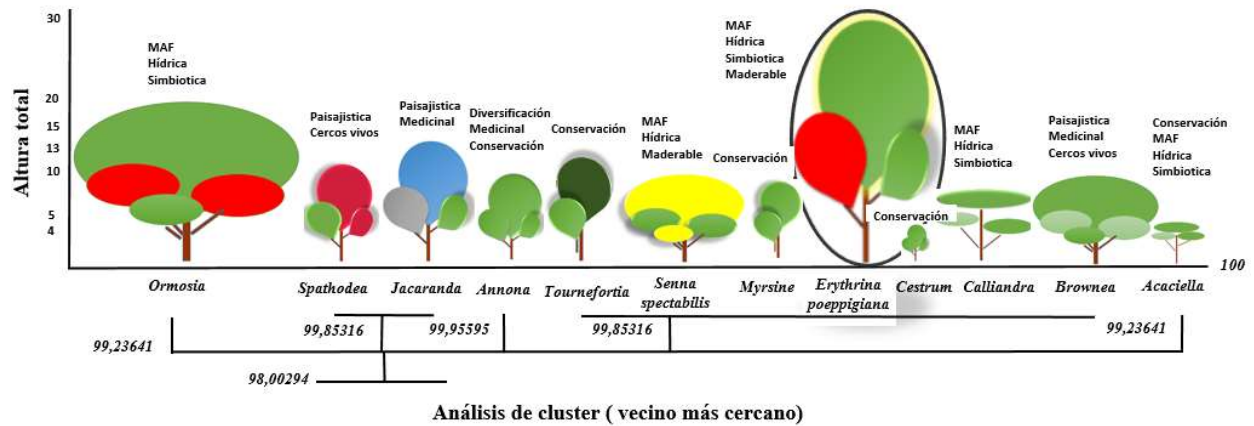 30
20
15
13
10
5
4
Altura total
MAF
Hídrica
Simbiotica
Paisajistica
Cercos vivos
Paisajistica
Medicinal
Diversificación
Medicinal
Conservación
Conservación
MAF
Hídrica
Maderable
Conservación
MAF
Hídrica
Simbiotica
Maderable
Conservación
MAF
Hídrica
Simbiotica
Paisajistica
Medicinal
Cercos vivos
Conservación
MAF
Hídrica
Simbiotica
100
Ormosia
Spathodea
Jacaranda
Annona
Tournefortia
Senna
spectabilis
Myrsine
Erythrina
poeppigiana
Cestrum
Calliandra
Brownea
Acaciella
99,23641
99,85316
99,95595
99,85316
99,23641
98,00294
Análisis de cluster ( vecino más cercano)